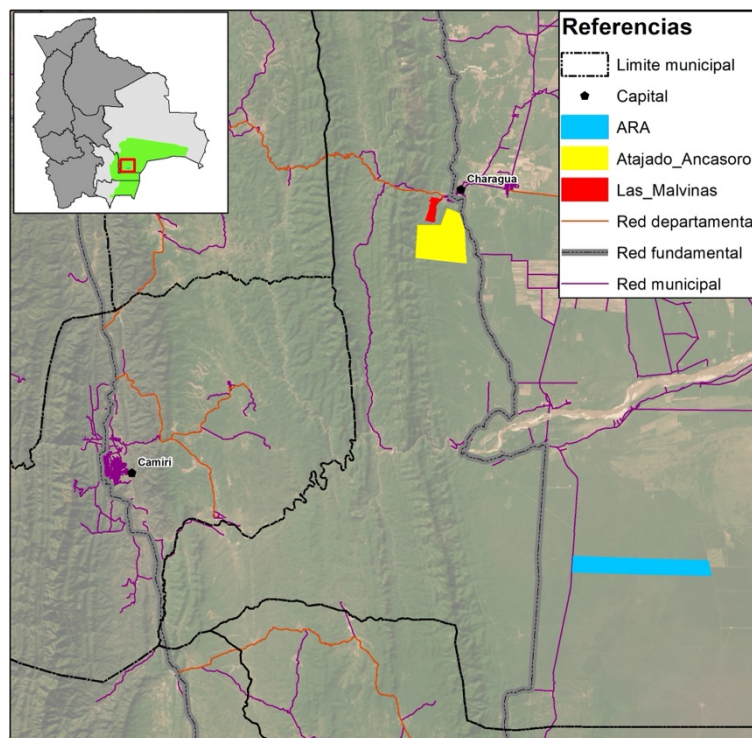 Referencias
Limite municipal
Capital
ARA
Atajado_Ancasoro
Las_Malvinas
Red departamenta
Red fundamental
Red municipal
Charagua
Camiri